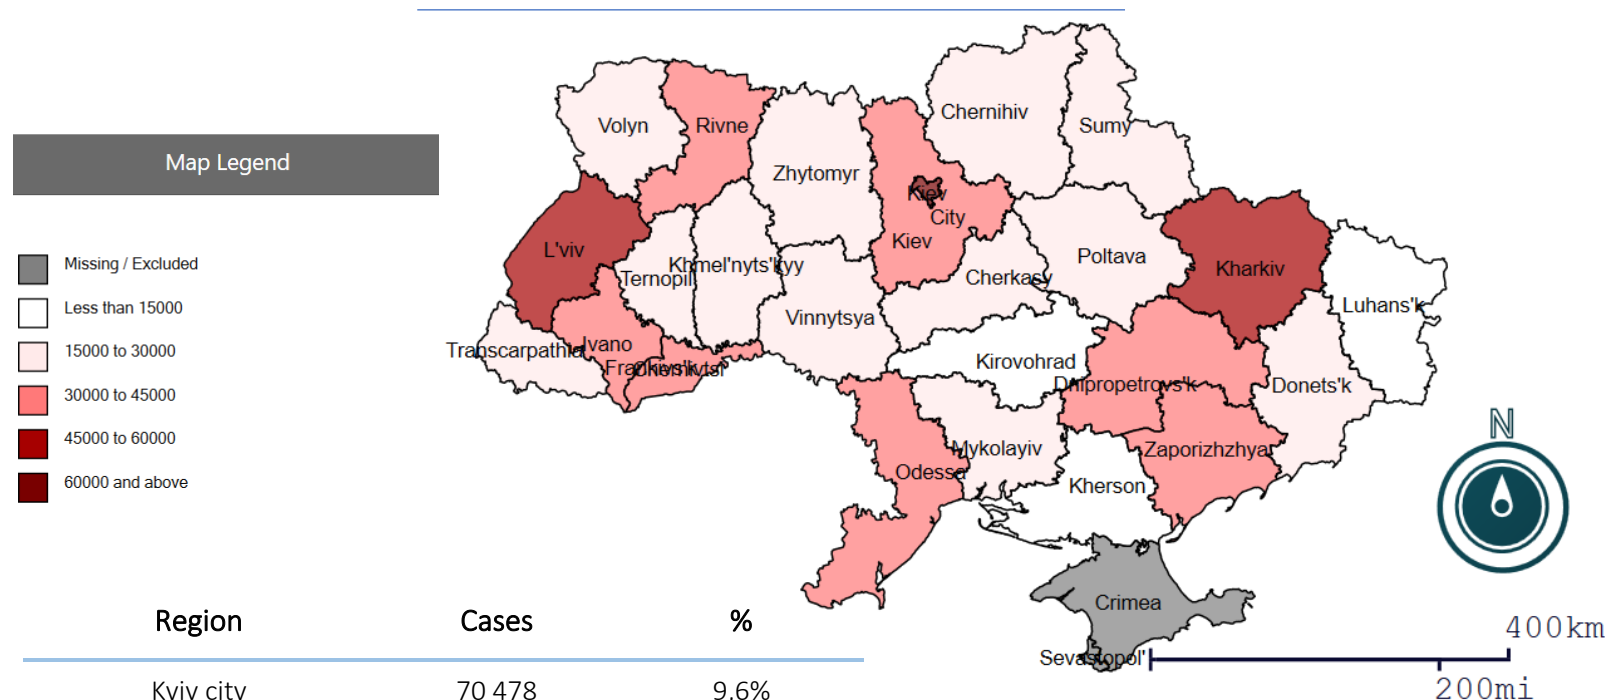 Map Legend
Missing / Excluded
Less than 15000
15000 to 30000
30000 to 45000
45000 to 60000
60000 and above
Volyn
Rivne
Zhytomyr
Chernihiv
Sumy
Kiev
City
Kiev
L'viv
Ternopil'
Khmel'nyts'kyy
Cherkasy
Poltava
Kharkiv
Luhans'k
Vinnytsya
Transcarpathia
Ivano
Frankivs'k
Chernivtsi
Kirovohrad
Dnipropetrovs'k
Donets'k
Mykolayiv
Odessa
Zaporizhzhya
Kherson
Crimea
Sevastopol'
N
400km
200mi
Region Cases %
Kyiv city 70 478 9.6%